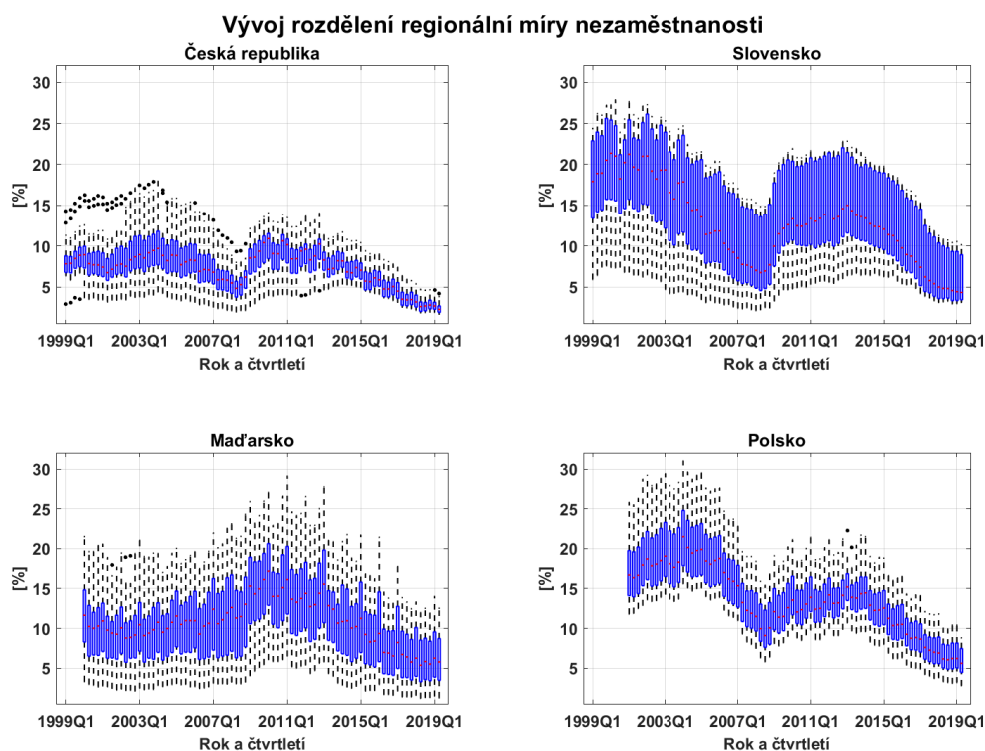 Vývoj rozdělení regionální míry nezaměstnanosti
Česká republika
30
25
20
15
10
5
[%]
1999Q1 2003Q1 2007Q1 2011Q1 2015Q1 2019Q1
Rok a čtvrtletí
Slovensko
30
25
20
15
10
5
[%]
1999Q1 2003Q1 2007Q1 2011Q1 2015Q1 2019Q1
Rok a čtvrtletí
Maďarsko
30
25
20
15
10
5
[%]
1999Q1 2003Q1 2007Q1 2011Q1 2015Q1 2019Q1
Rok a čtvrtletí
Polsko
30
25
20
15
10
5
[%]
1999Q1 2003Q1 2007Q1 2011Q1 2015Q1 2019Q1
Rok a čtvrtletí